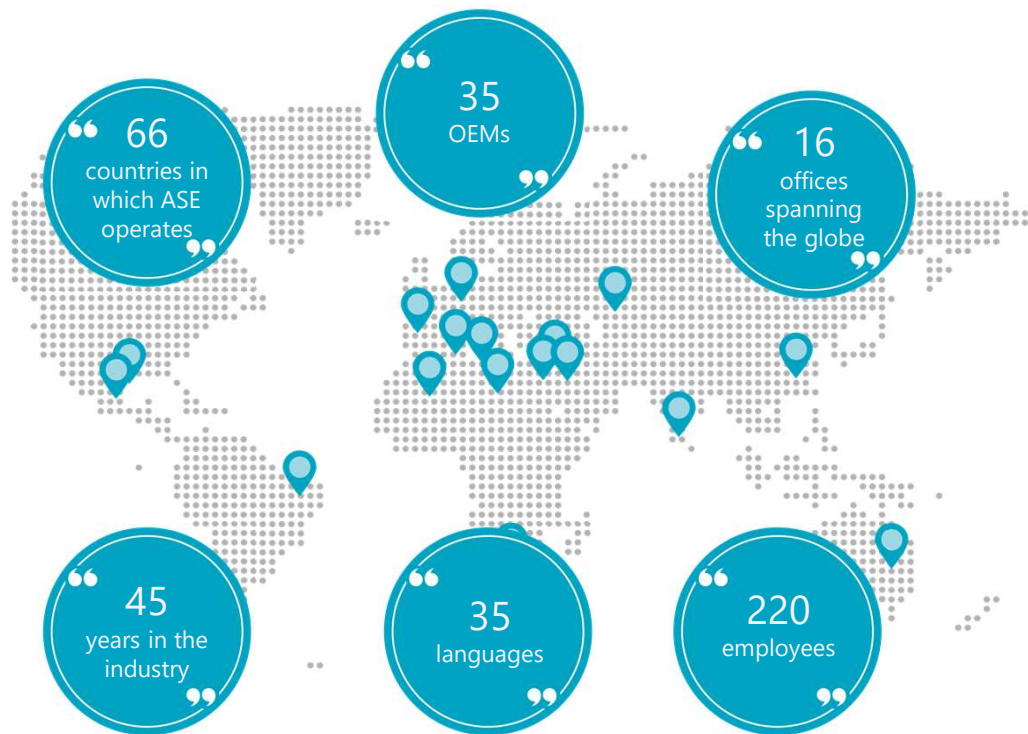 66
countries in
which ASE
operates
35
OEMs
16
offices
spanning
the globe
45
years in the
industry
35
languages
220
employees